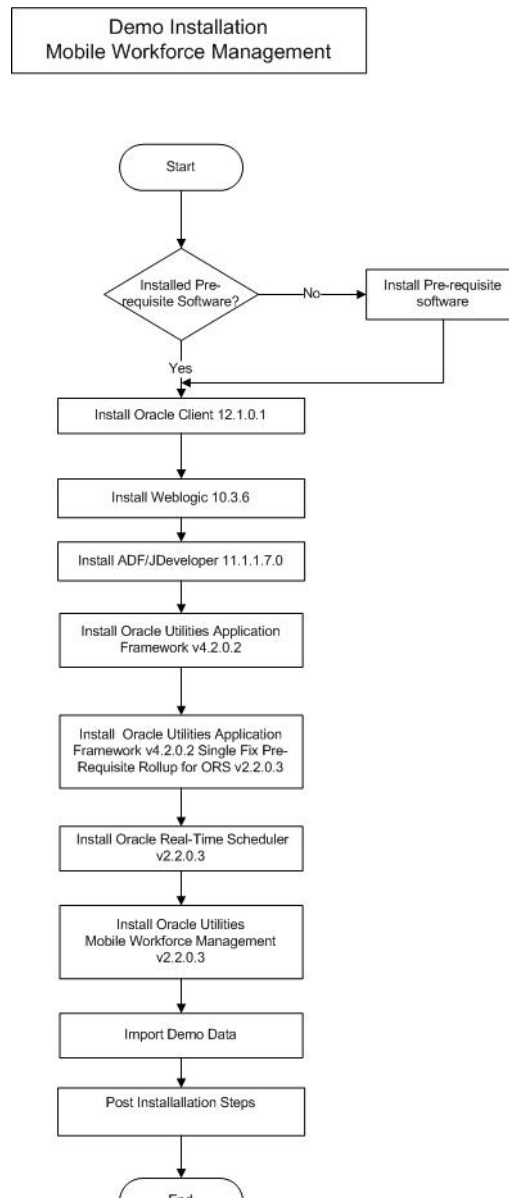 Demo Installation
Mobile Workforce Management
Start
Installed Pre-
requisite Software?
No
Install Pre-requisite
software
Yes
Install Oracle Client 12.1.0.1
Install Weblogic 10.3.6
Install ADF/JDeveloper 11.1.1.7.0
Install Oracle Utilities Application
Framework v4.2.0.2
Install Oracle Utilities Application
Framework v4.2.0.2 Single Fix Pre-
Requisite Rollup for ORS v2.2.0.3
Install Oracle Real-Time Scheduler
v2.2.0.3
Install Oracle Utilities
Mobile Workforce Management
v2.2.0.3
Import Demo Data
Post Installallation Steps
End